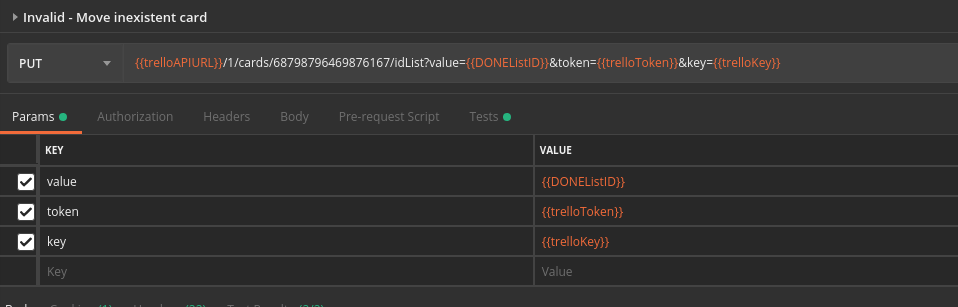 Invalid - Move inexistent card
PUT {{trelloAPIURL}}/1/cards/68798796469876167/idList?value={{DONEListID}}&token={{trelloToken}}&key={{trelloKey}}
Params Authorization Headers Body Pre-request Script Tests
KEY VALUE
value {{DONEListID}}
token {{trelloToken}}
key {{trelloKey}}
Key Value